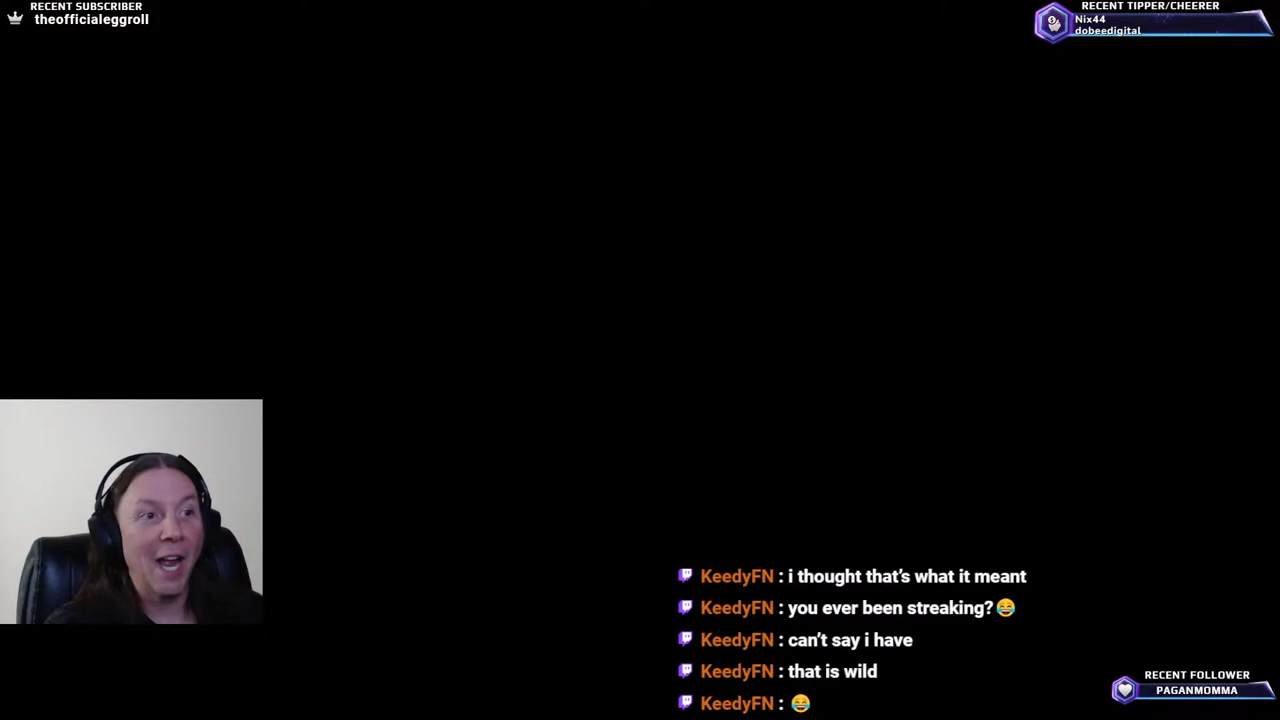 RECENT SUBSCRIBER
theofficialeggroll
RECENT TIPPER/CHEERER
Nix44
dobeedigital
KeedyFN : i thought that’s what it meant
KeedyFN : you ever been streaking?😂
KeedyFN : can’t say i have
KeedyFN : that is wild
KeedyFN : 😂
RECENT FOLLOWER
PAGANMOMMA